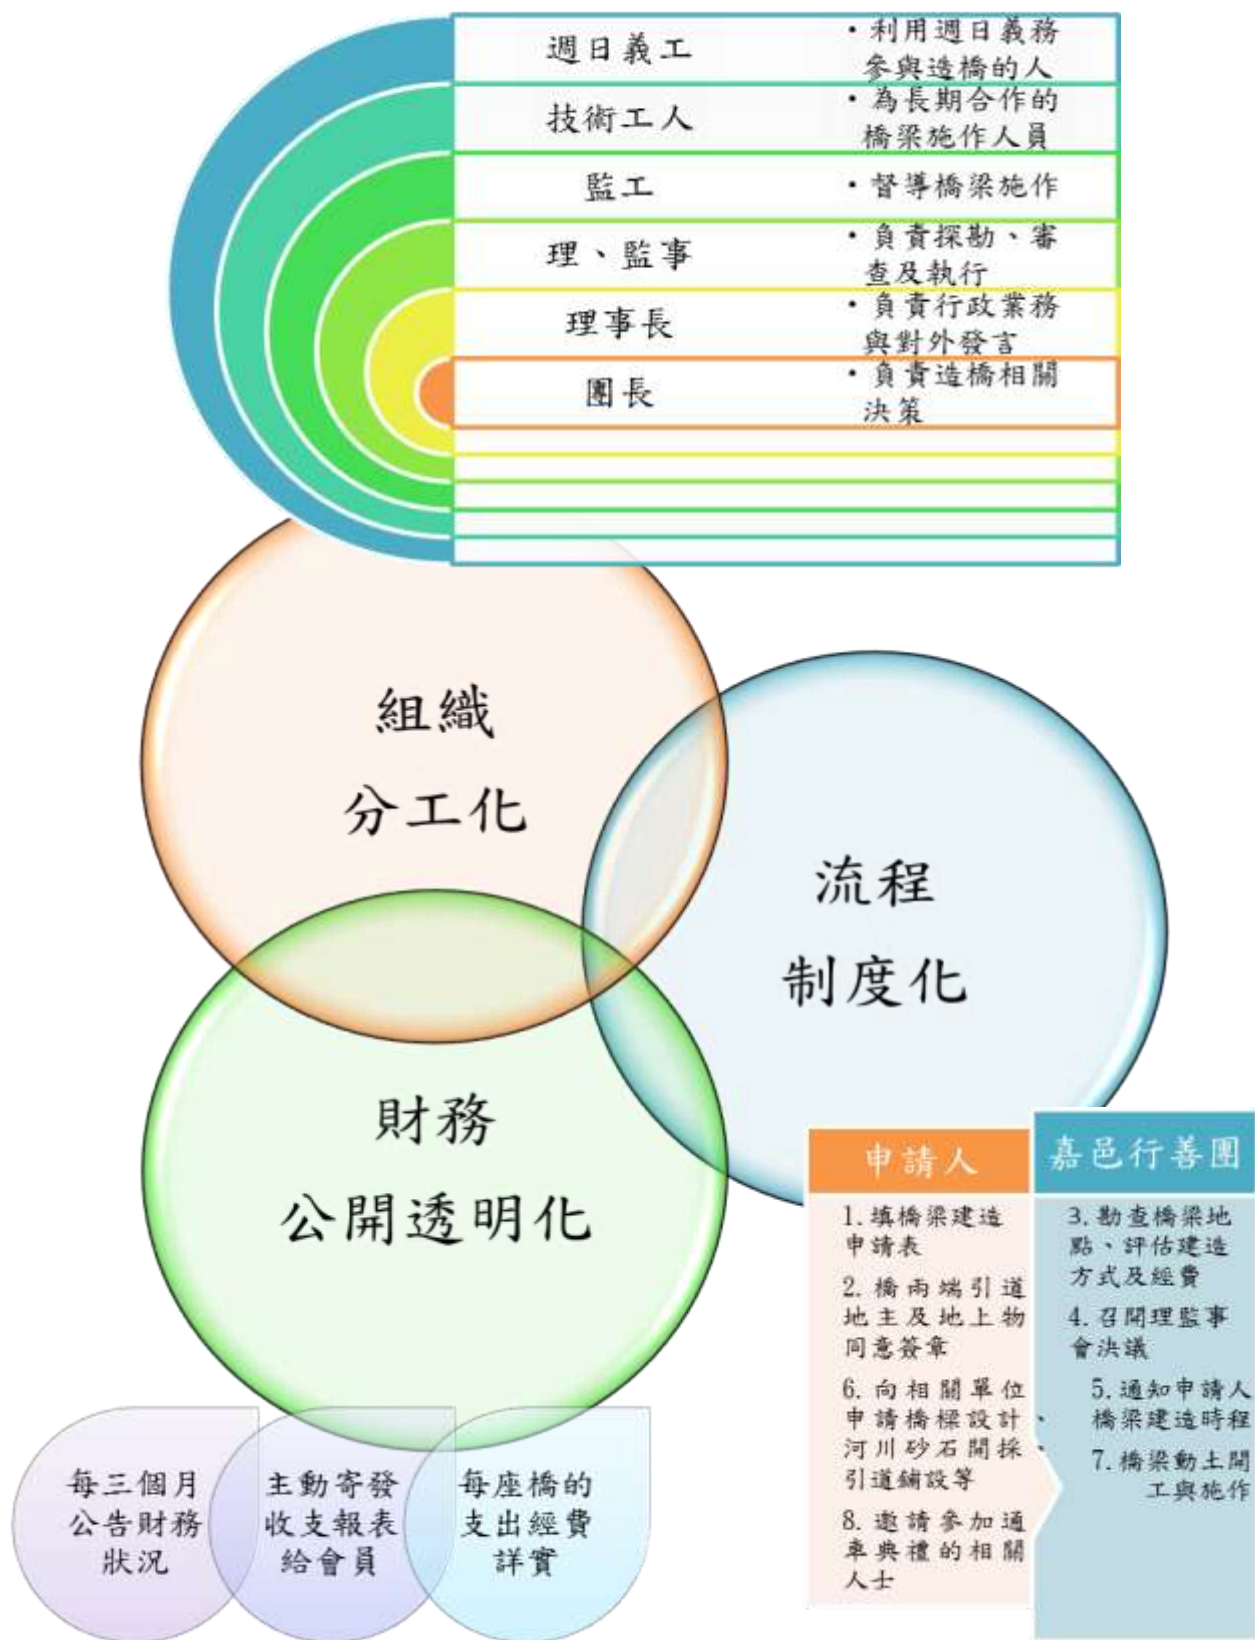 週日義工
・利用週日義務
參與造橋的人
技術工人
・為長期合作的
橋梁施作人員
監工
・督導橋梁施作
理、監事
・負責探勘、審
查及執行
理事長
・負責行政業務
與對外發言
團長
・負責造橋相關
決策
組織
分工化
流程
制度化
財務
公開透明化
每三個月
公告財務
狀況
主動寄發
收支報表
給會員
每座橋的
支出經費
詳實
申請人
1.填橋梁建造
申請表
2.橋兩端引道
地主及地上物
同意簽章
6.向相關單位
申請橋樑設計、
河川砂石開採、
引道鋪設等
8.邀請參加通
車典禮的相關
人士
嘉邑行善團
3.勘查橋梁地
點、評估建造
方式及經費
4.召開理監事
會決議
5.通知申請人
橋梁建造時程
7.橋梁動土開
工與施作